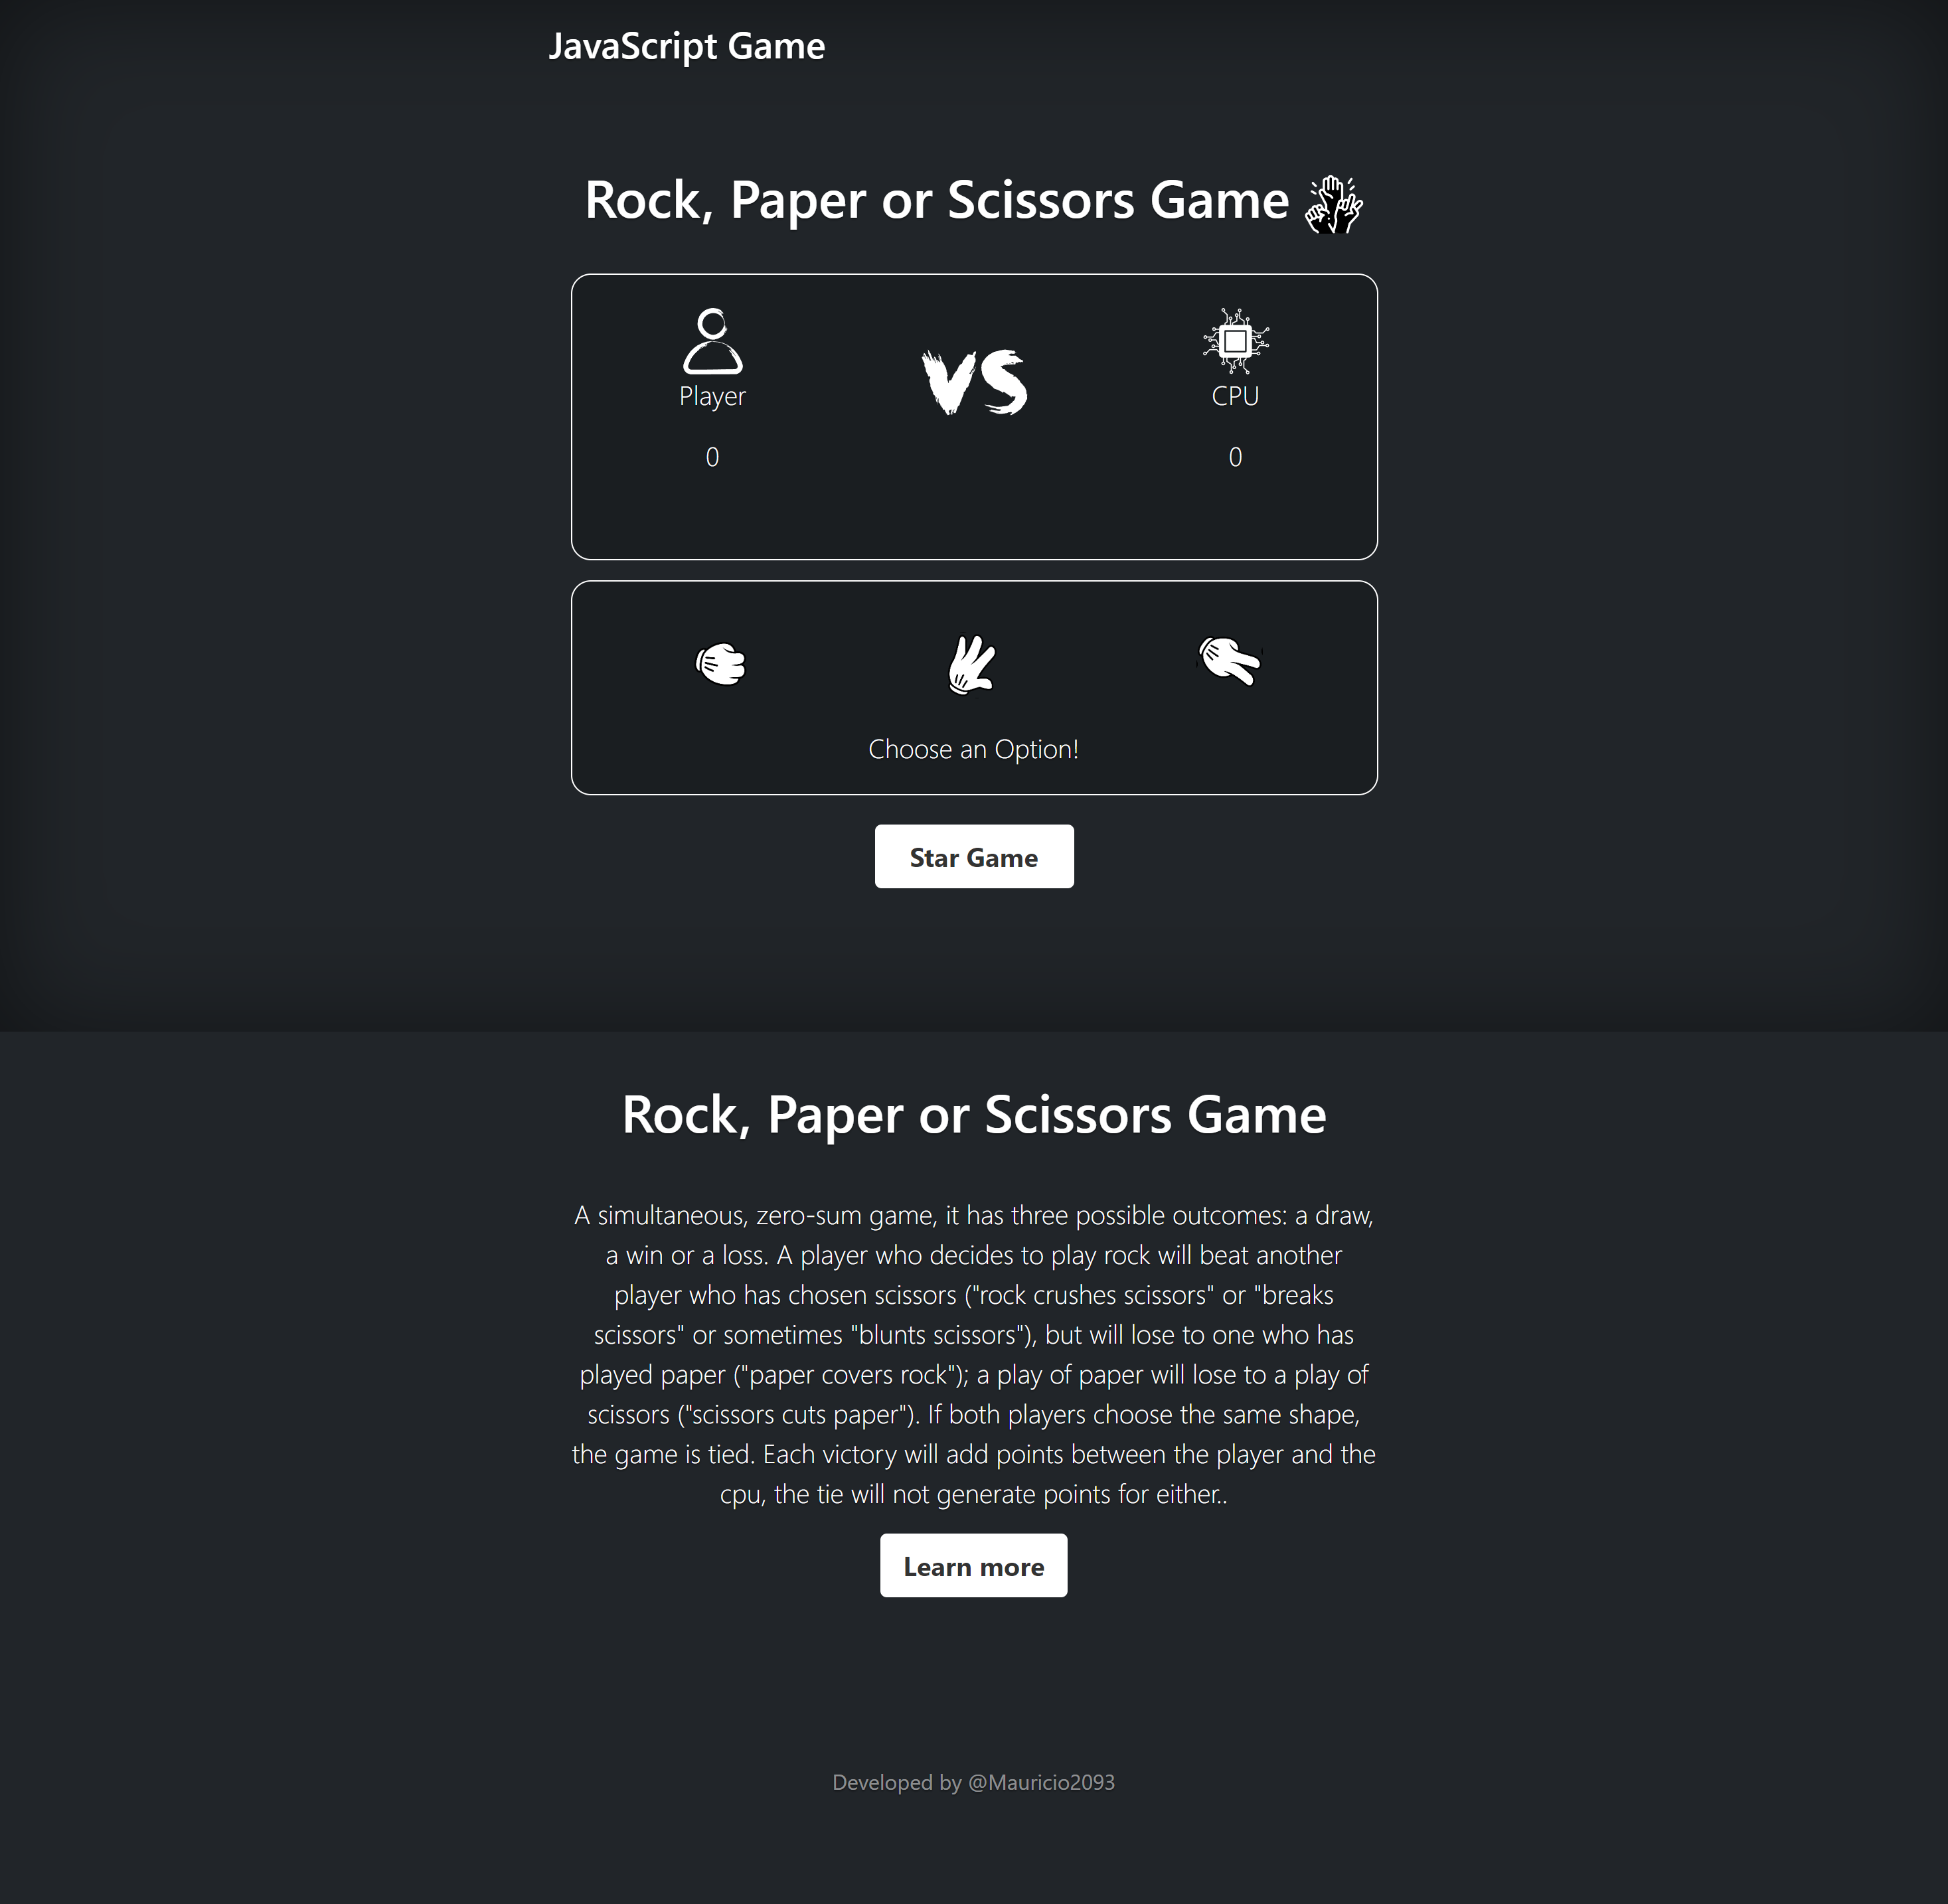 JavaScript Game
Rock, Paper or Scissors Game
VS
Player
CPU
0
0
Choose an Option!
Star Game
Rock, Paper or Scissors Game
A simultaneous, zero-sum game, it has three possible outcomes: a draw,
a win or a loss. A player who decides to play rock will beat another
player who has chosen scissors ("rock crushes scissors" or "breaks
scissors" or sometimes "blunts scissors"), but will lose to one who has
played paper ("paper covers rock"); a play of paper will lose to a play of
scissors ("scissors cuts paper"). If both players choose the same shape,
the game is tied. Each victory will add points between the player and the
cpu, the tie will not generate points for either..
Learn more
Developed by @Mauricio2093